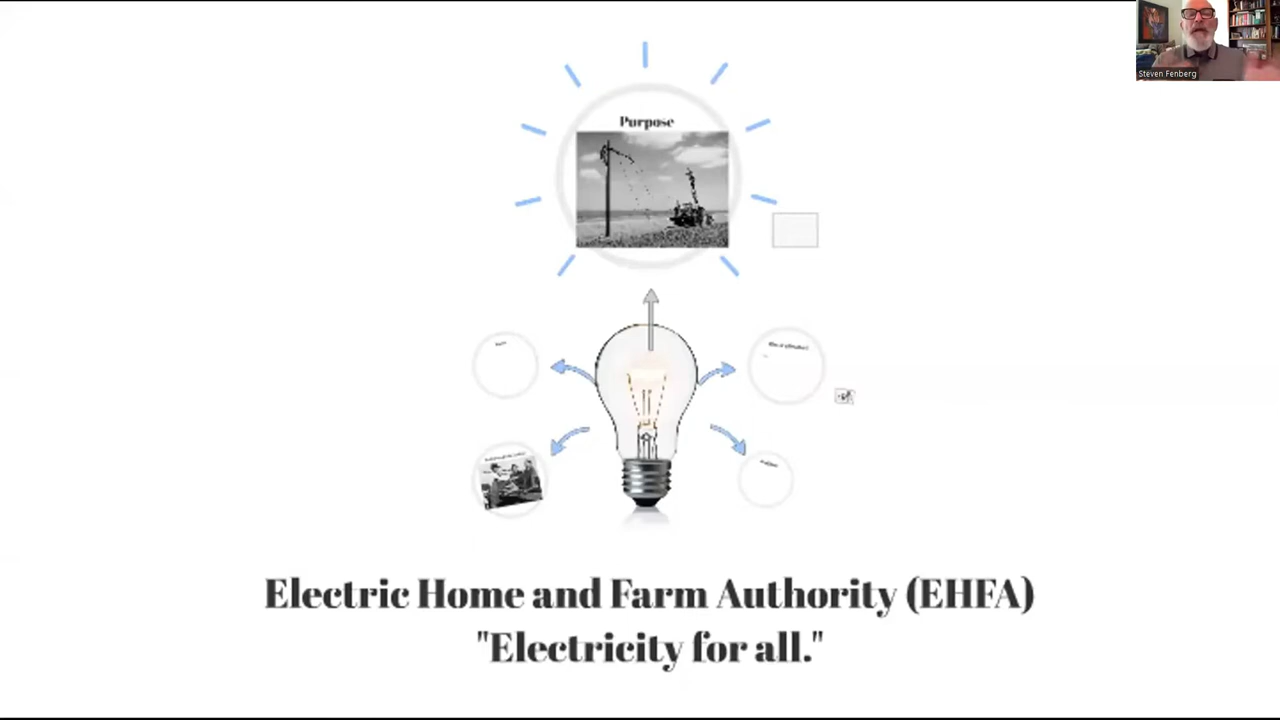 Steven Fenberg
Purpose
Electric Home and Farm Authority (EHFA)
"Electricity for all."